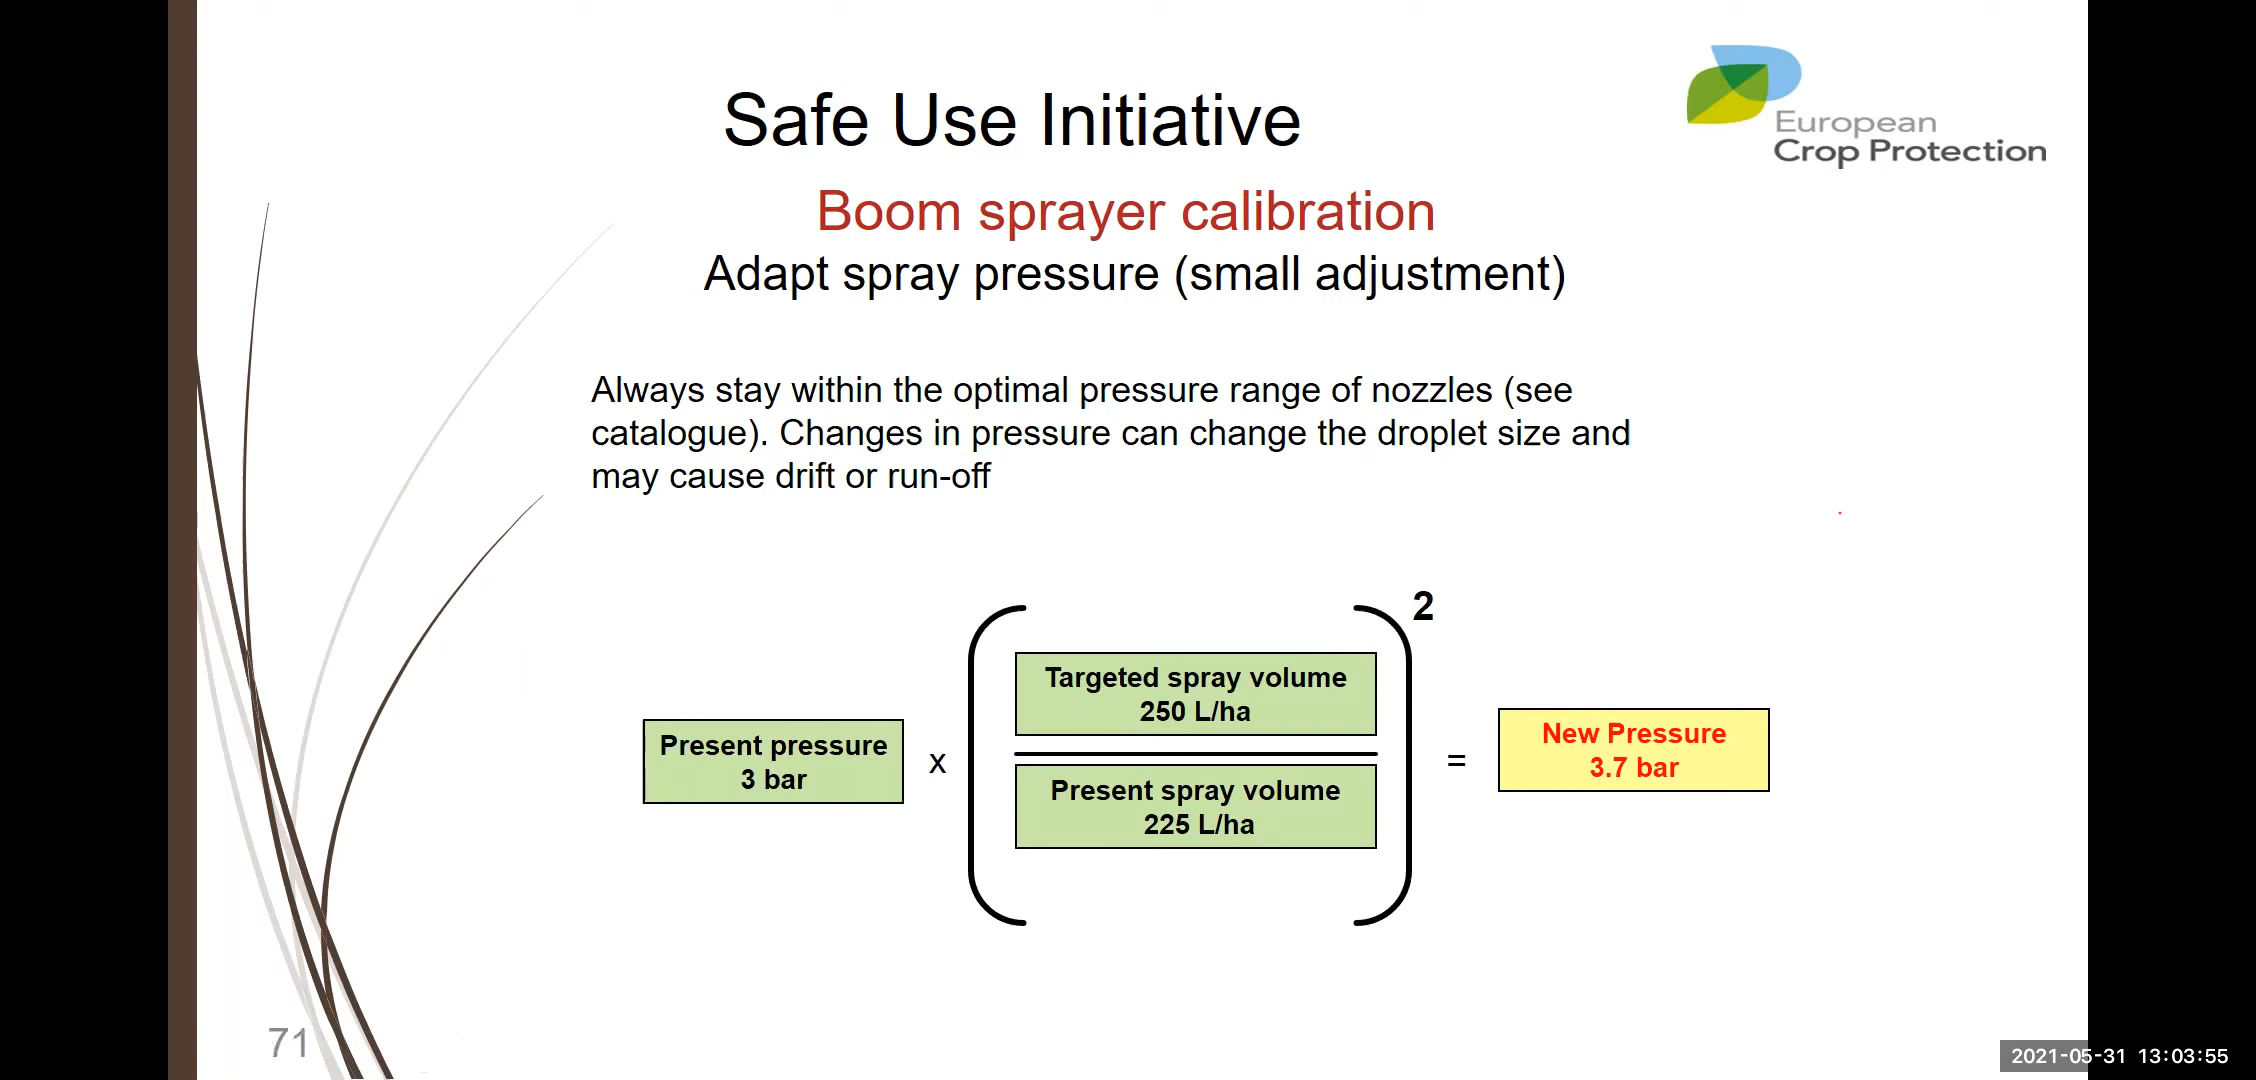 Safe Use Initiative
European
Crop Protection
Boom sprayer calibration
Adapt spray pressure (small adjustment)
Always stay within the optimal pressure range of nozzles (see
catalogue). Changes in pressure can change the droplet size and
may cause drift or run-off
Present pressure
3 bar
x
Targeted spray volume
250 L/ha
Present spray volume
225 L/ha
2
=
New Pressure
3.7 bar
71
2021-05-31 13:03:55